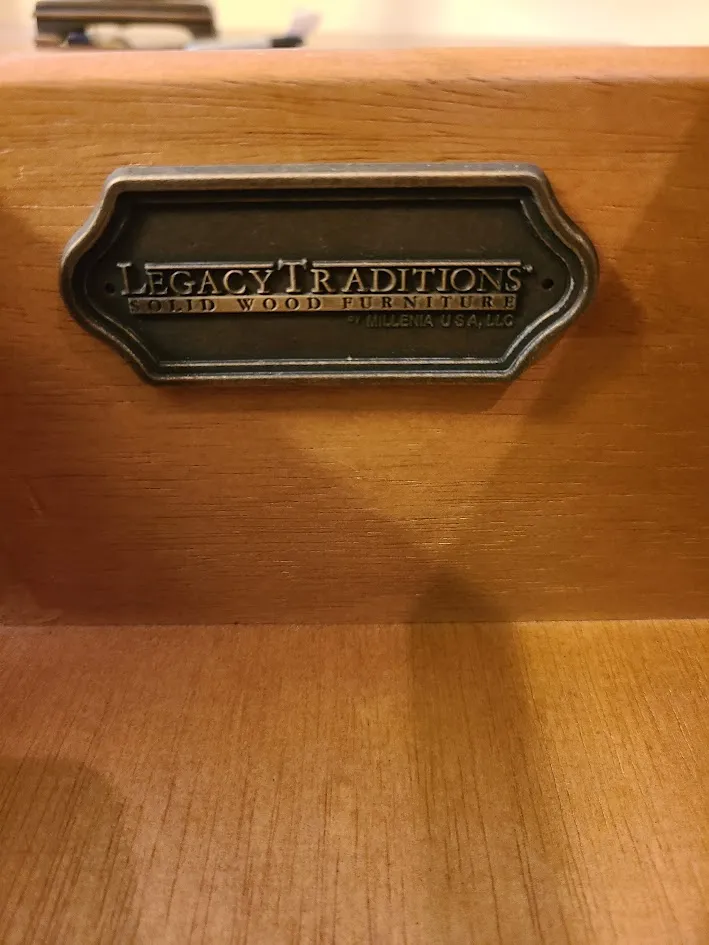 LEGACY TRADITIONS™
SOLID WOOD FURNITURE
BY MILLENIA USA, LLC